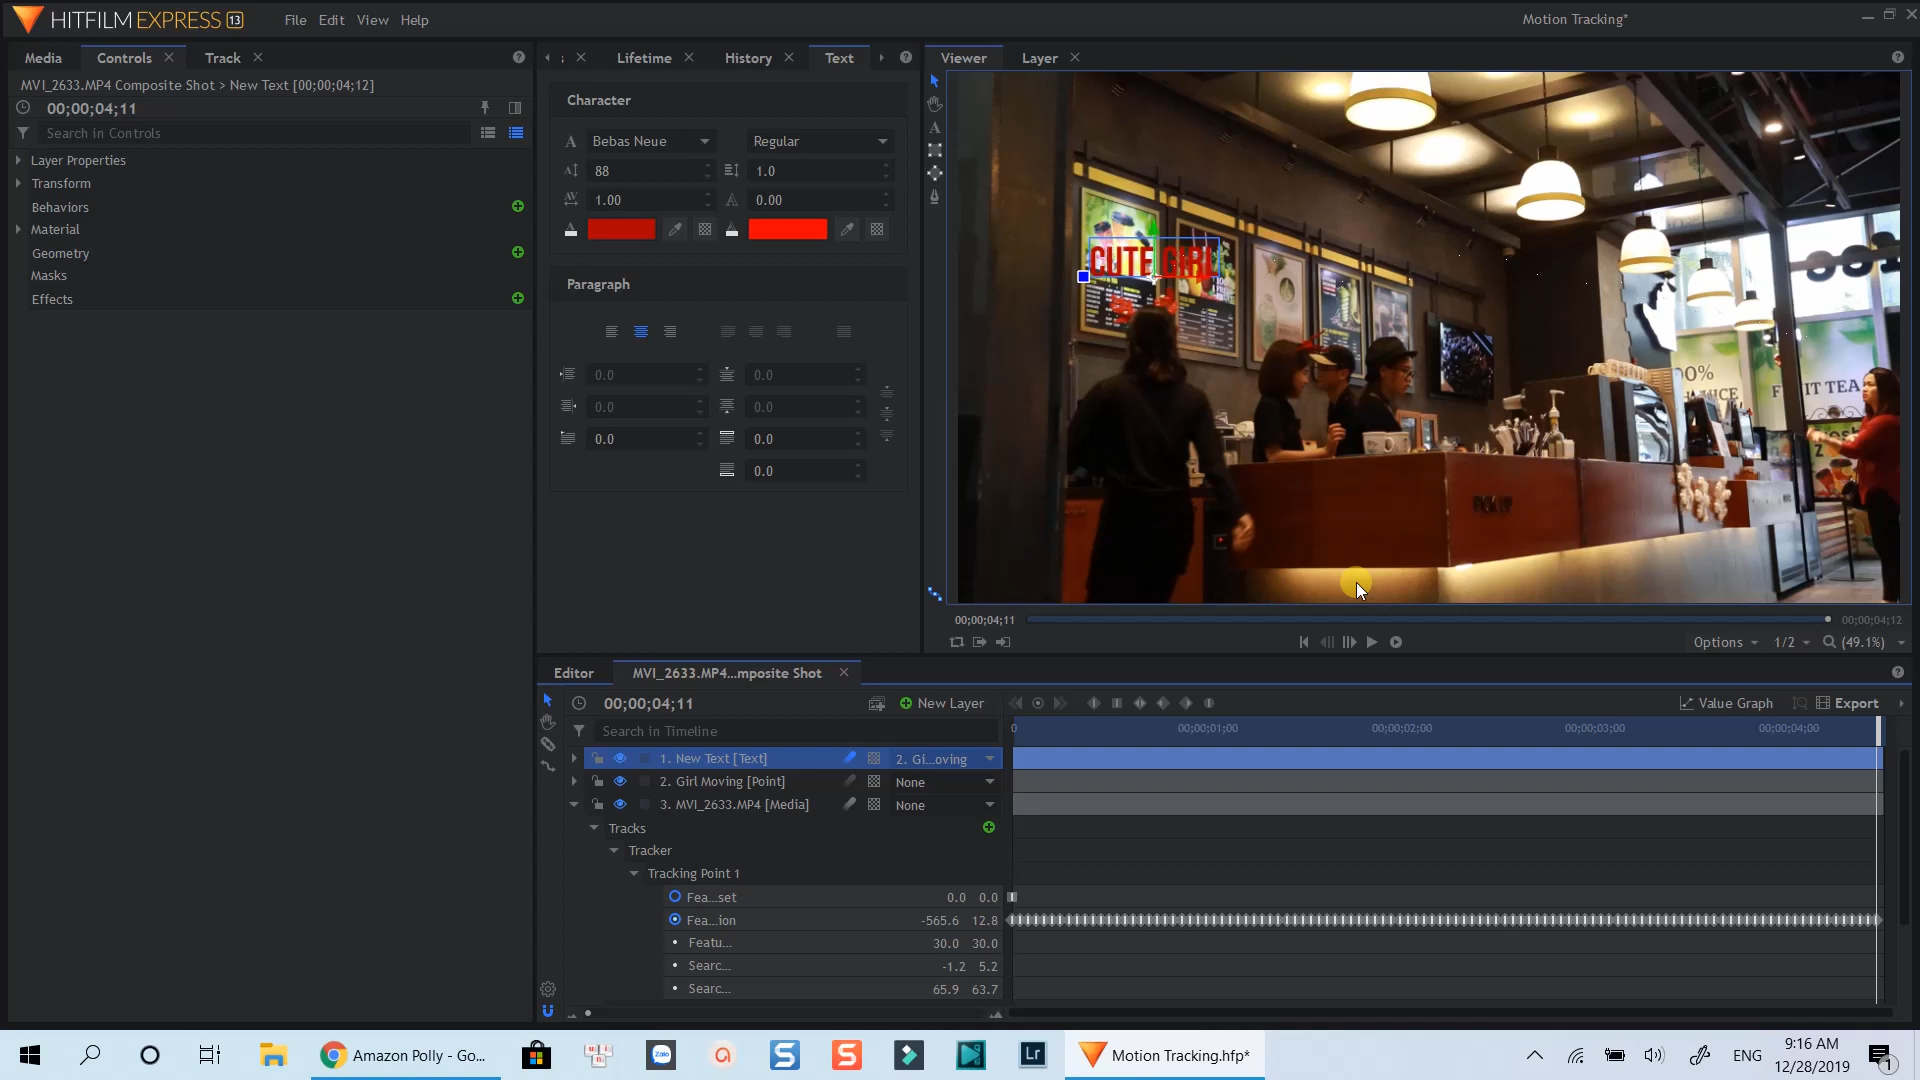 HITFILM EXPRESS 13
File Edit View Help
Motion Tracking*
Media Controls Track
Lifetime History Text
Viewer Layer
MVI_2633.MP4 Composite Shot > New Text [00;00;04;12]
00;00;04;11
Search in Controls
Layer Properties
Transform
Behaviors
Material
Geometry
Masks
Effects
Character
Bebas Neue Regular
88 1.0
1.00 0.00
Paragraph
0.0 0.0
0.0 0.0
0.0 0.0
0.0
CUTE GIRL
PICK UP
00;00;04;11 00;00;04;12
Options 1/2 (49.1%)
Editor MVI_2633.MP4...mposite Shot
00;00;04;11 New Layer Value Graph Export
Search in Timeline
0 00;00;01;00 00;00;02;00 00;00;03;00 00;00;04;00
1. New Text [Text] 2. Gi...oving
2. Girl Moving [Point] None
3. MVI_2633.MP4 [Media] None
Tracks
Tracker
Tracking Point 1
Fea...set 0.0 0.0
Fea...ion -565.6 12.8
Featu... 30.0 30.0
Searc... -1.2 5.2
Searc... 65.9 63.7
Amazon Polly - Go...
Zalo
Lr
Motion Tracking.hfp*
ENG
9:16 AM
12/28/2019
1